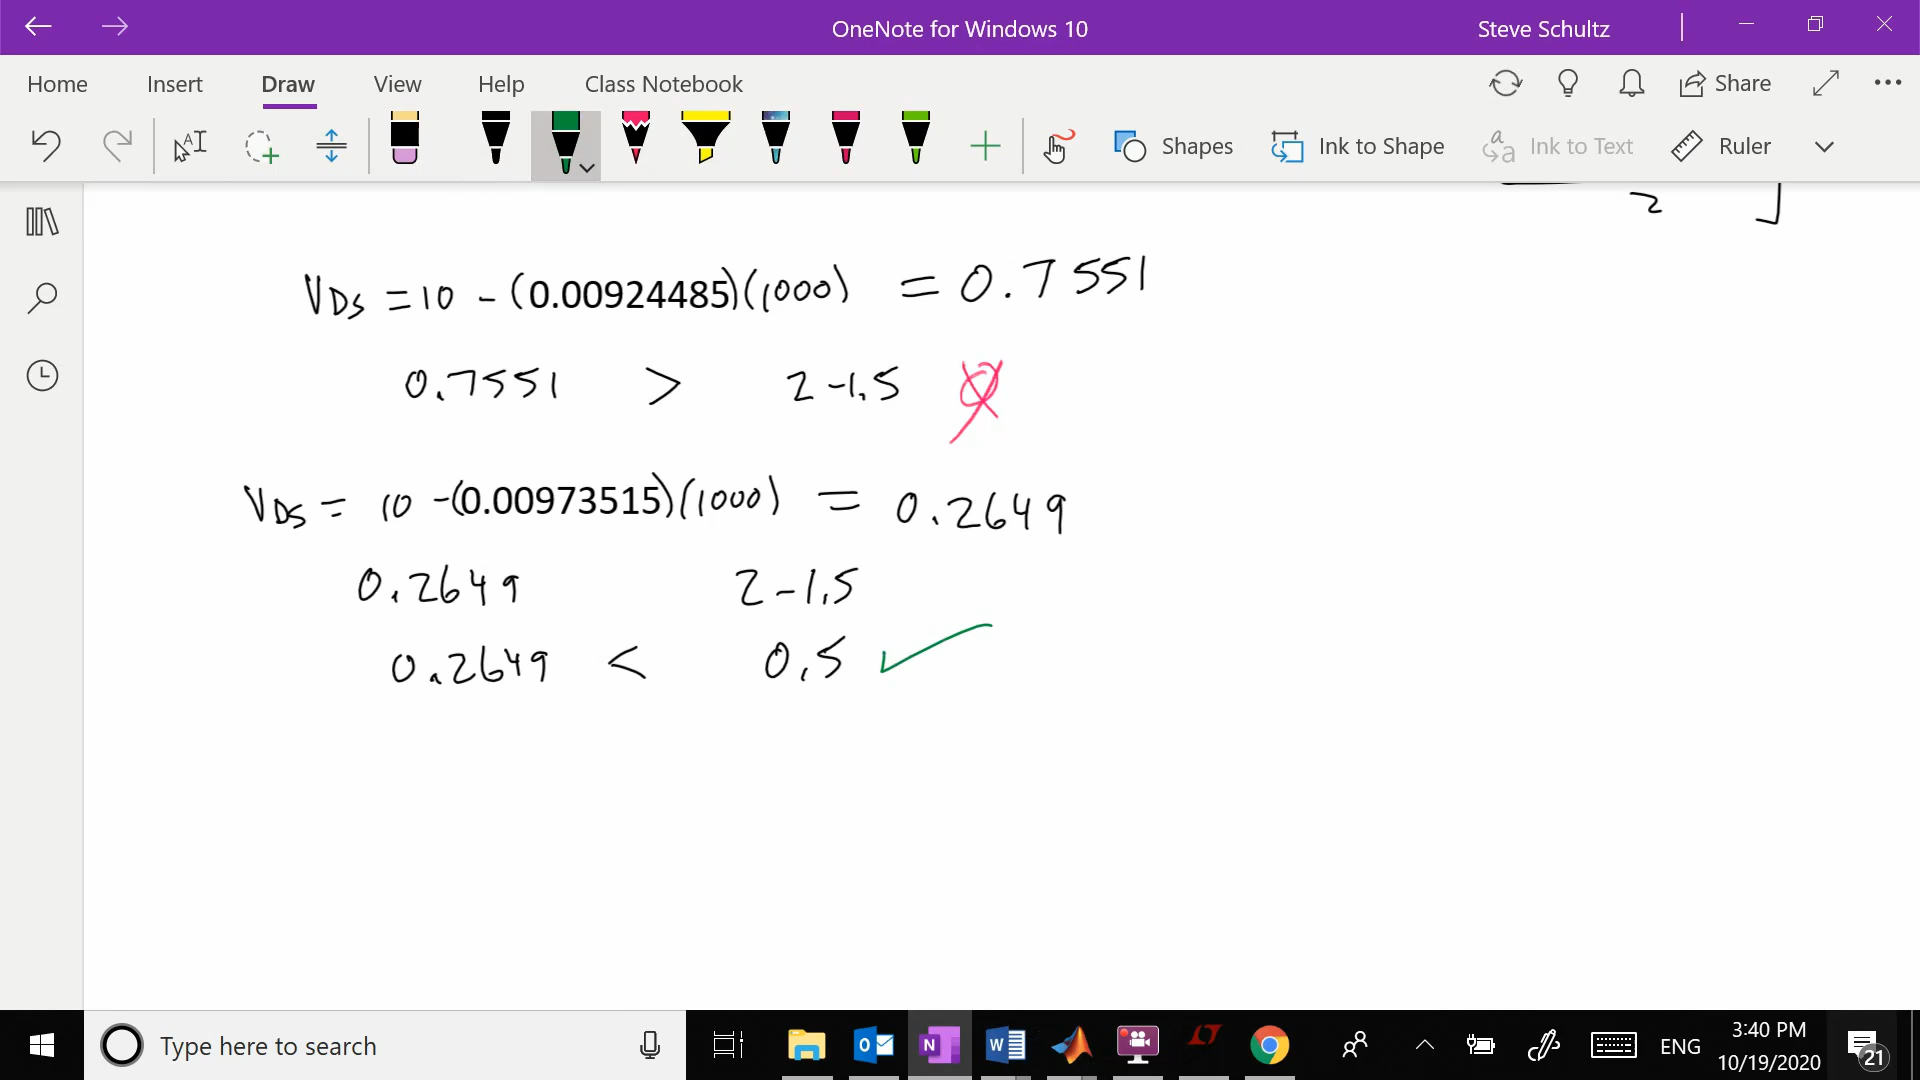 OneNote for Windows 10
Steve Schultz
Home Insert Draw View Help Class Notebook Share
Shapes Ink to Shape Ink to Text Ruler
2 ]
V_DS = 10 - (0.00924485)(1000) = 0.7551
0.7551 > 2-1.5
V_DS = 10 -(0.00973515)(1000) = 0.2649
0.2649 2-1.5
0.2649 < 0.5 ✓
Type here to search
ENG
3:40 PM
10/19/2020
21